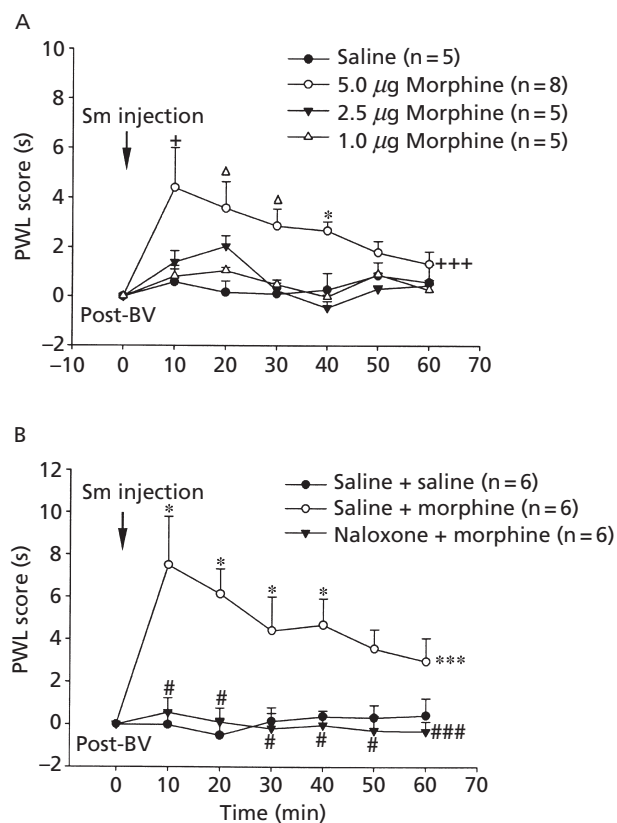 A
10
8
6
4
2
0
−2
PWL score (s)
Saline (n=5)
5.0 μg Morphine (n=8)
2.5 μg Morphine (n=5)
1.0 μg Morphine (n=5)
Sm injection
+
Δ
Δ
*
+++
Post-BV
−10 0 10 20 30 40 50 60 70
B
12
10
8
6
4
2
0
−2
PWL score (s)
Saline + saline (n=6)
Saline + morphine (n=6)
Naloxone + morphine (n=6)
Sm injection
* * * * ***
# # # # # ###
Post-BV
0 10 20 30 40 50 60 70
Time (min)